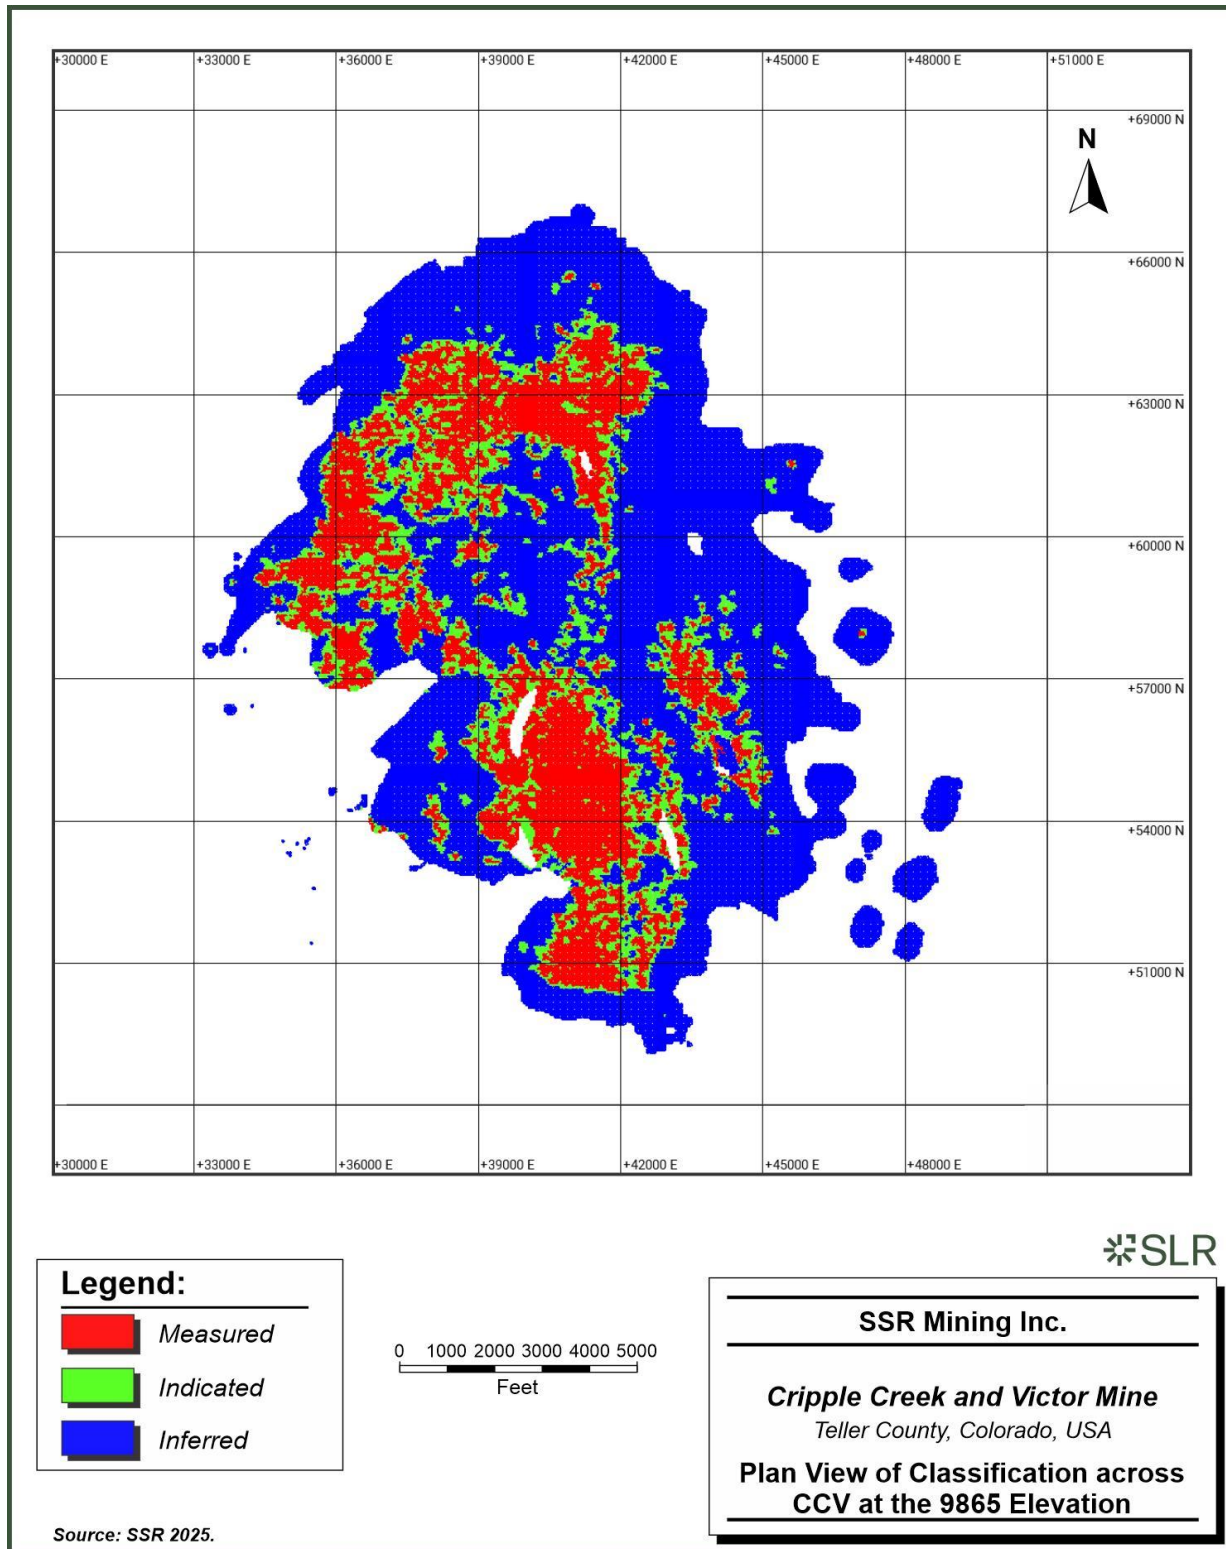 +30000 E +33000 E +36000 E +39000 E +42000 E +45000 E +48000 E +51000 E
+69000 N
N
+66000 N
+63000 N
+60000 N
+57000 N
+54000 N
+51000 N
+30000 E +33000 E +36000 E +39000 E +42000 E +45000 E +48000 E
SLR
Legend:
Measured
Indicated
Inferred
0 1000 2000 3000 4000 5000
Feet
SSR Mining Inc.
Cripple Creek and Victor Mine
Teller County, Colorado, USA
Plan View of Classification across
CCV at the 9865 Elevation
Source: SSR 2025.